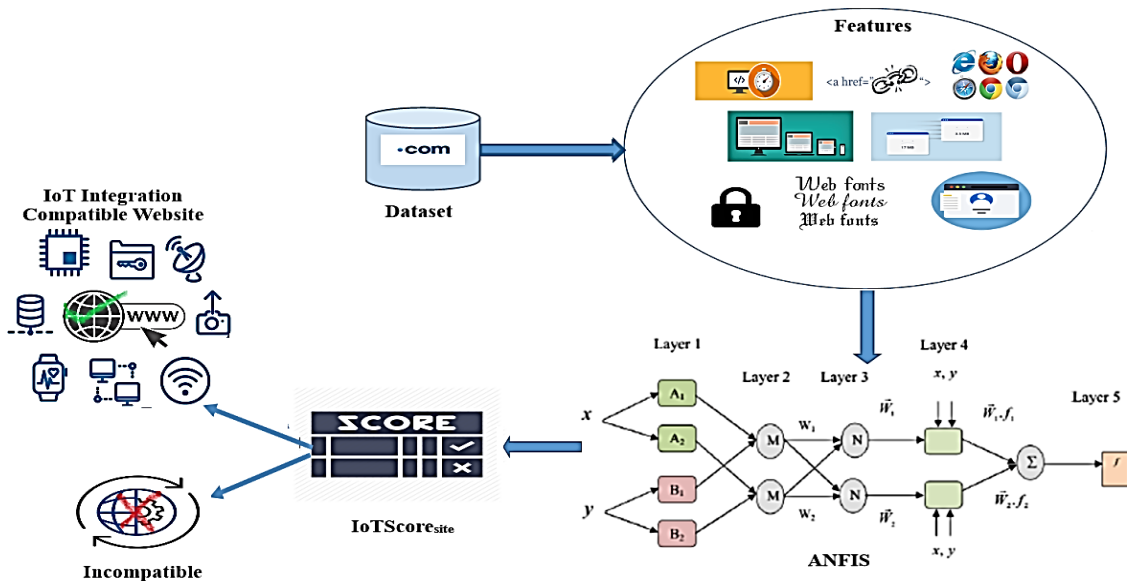 Features
<a href=" ">
.com
Dataset
17 MB
Web fonts
Web fonts
Web fonts
IoT Integration
Compatible Website
www
SCORE
IoTScoresite
Incompatible
Layer 1
Layer 2
Layer 3
Layer 4
Layer 5
x
y
A1
A2
B1
B2
M
M
W1
W2
N
N
W̄1
W̄2
x, y
x, y
W̄1.f1
W̄2.f2
Σ
f
ANFIS